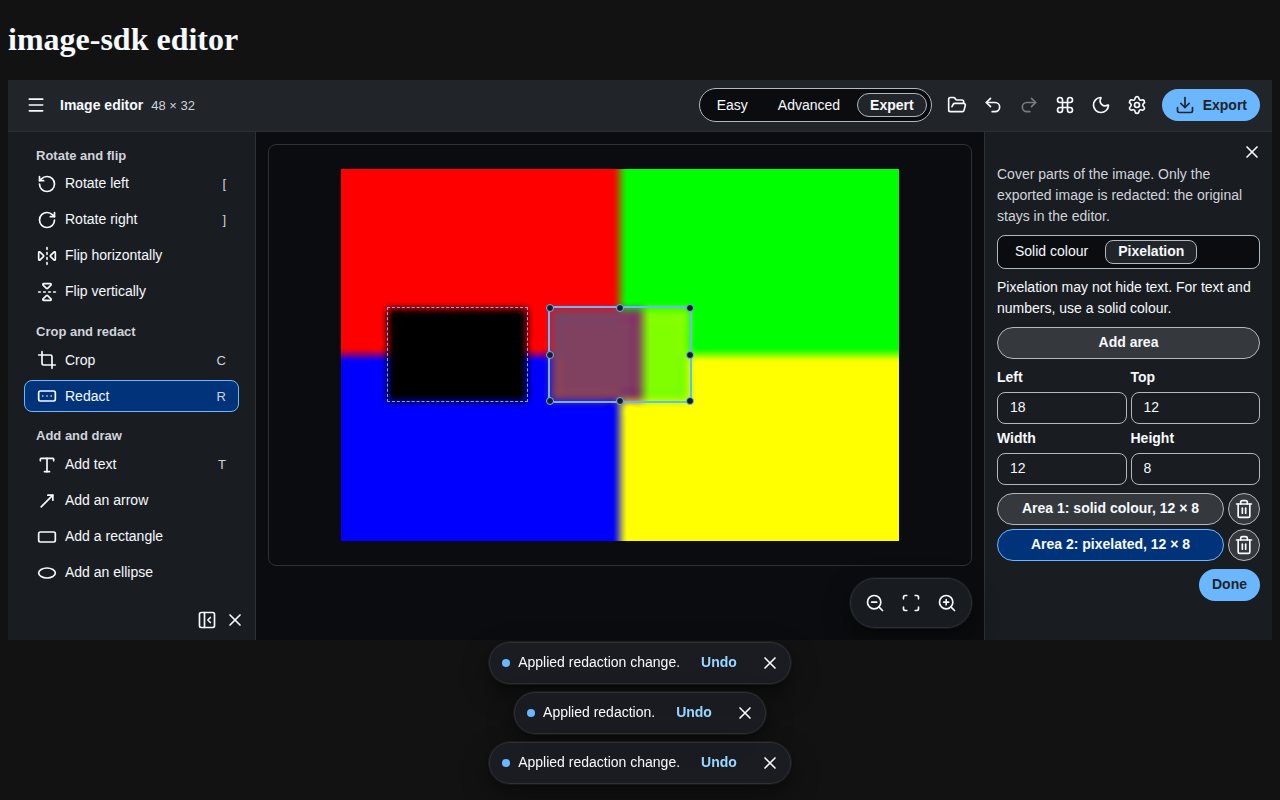 image-sdk editor
Image editor 48 × 32
Easy Advanced Expert
Export
Rotate and flip
Rotate left [
Rotate right ]
Flip horizontally
Flip vertically
Crop and redact
Crop C
Redact R
Add and draw
Add text T
Add an arrow
Add a rectangle
Add an ellipse
Cover parts of the image. Only the
exported image is redacted: the original
stays in the editor.
Solid colour Pixelation
Pixelation may not hide text. For text and
numbers, use a solid colour.
Add area
Left Top
18 12
Width Height
12 8
Area 1: solid colour, 12 × 8
Area 2: pixelated, 12 × 8
Done
Applied redaction change. Undo
Applied redaction. Undo
Applied redaction change. Undo